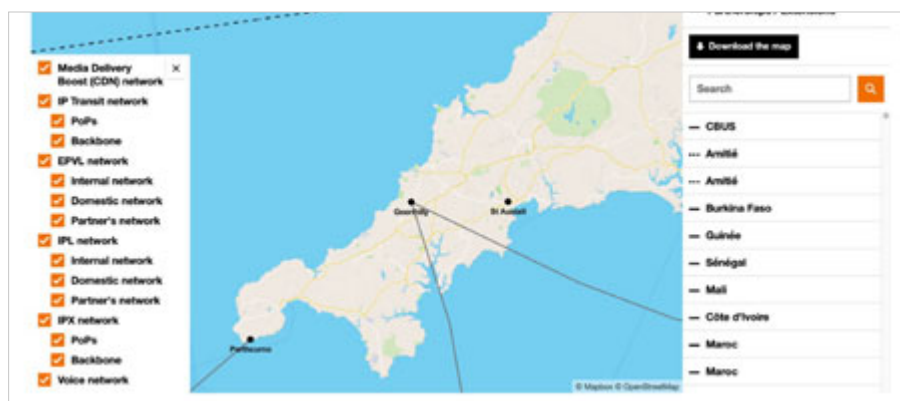 Download the map
Media Delivery
Boost (CDN) network
IP Transit network
PoPs
Backbone
EPVL network
Internal network
Domestic network
Partner's network
IPL network
Internal network
Domestic network
Partner's network
IPX network
PoPs
Backbone
Voice network
St Austell
Porthcurno
© Mapbox © OpenStreetMap
Search
CBUS
Amitié
Amitié
Burkina Faso
Guinée
Sénégal
Mali
Côte d'Ivoire
Maroc
Maroc